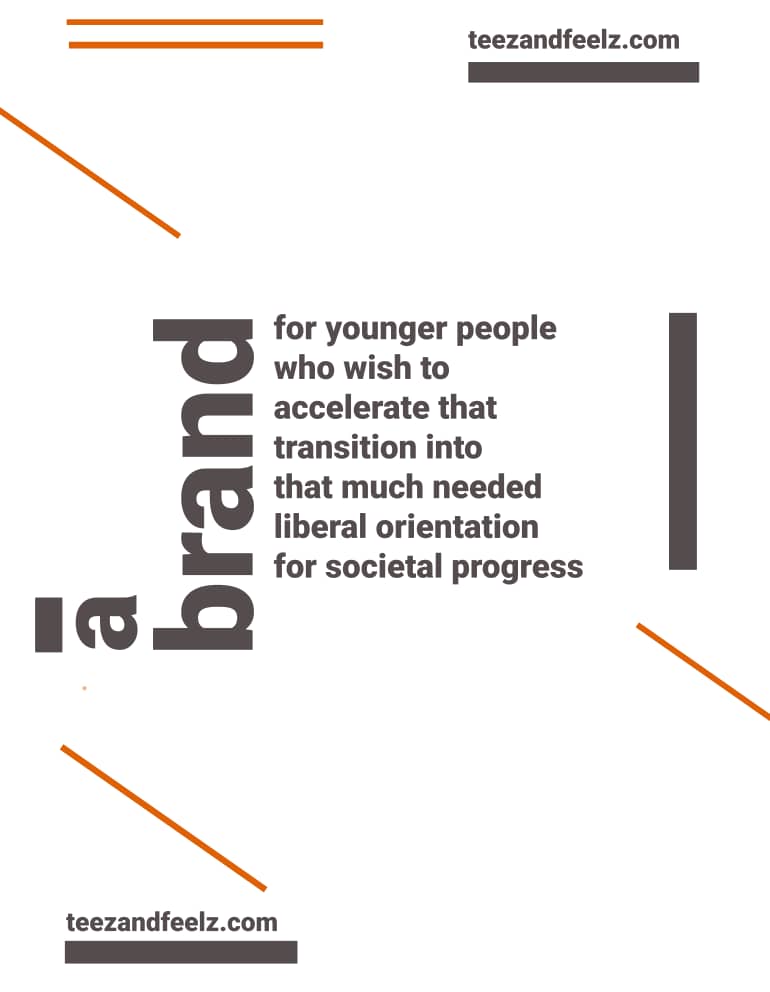 teezandfeelz.com
a
brand
for younger people
who wish to
accelerate that
transition into
that much needed
liberal orientation
for societal progress
teezandfeelz.com